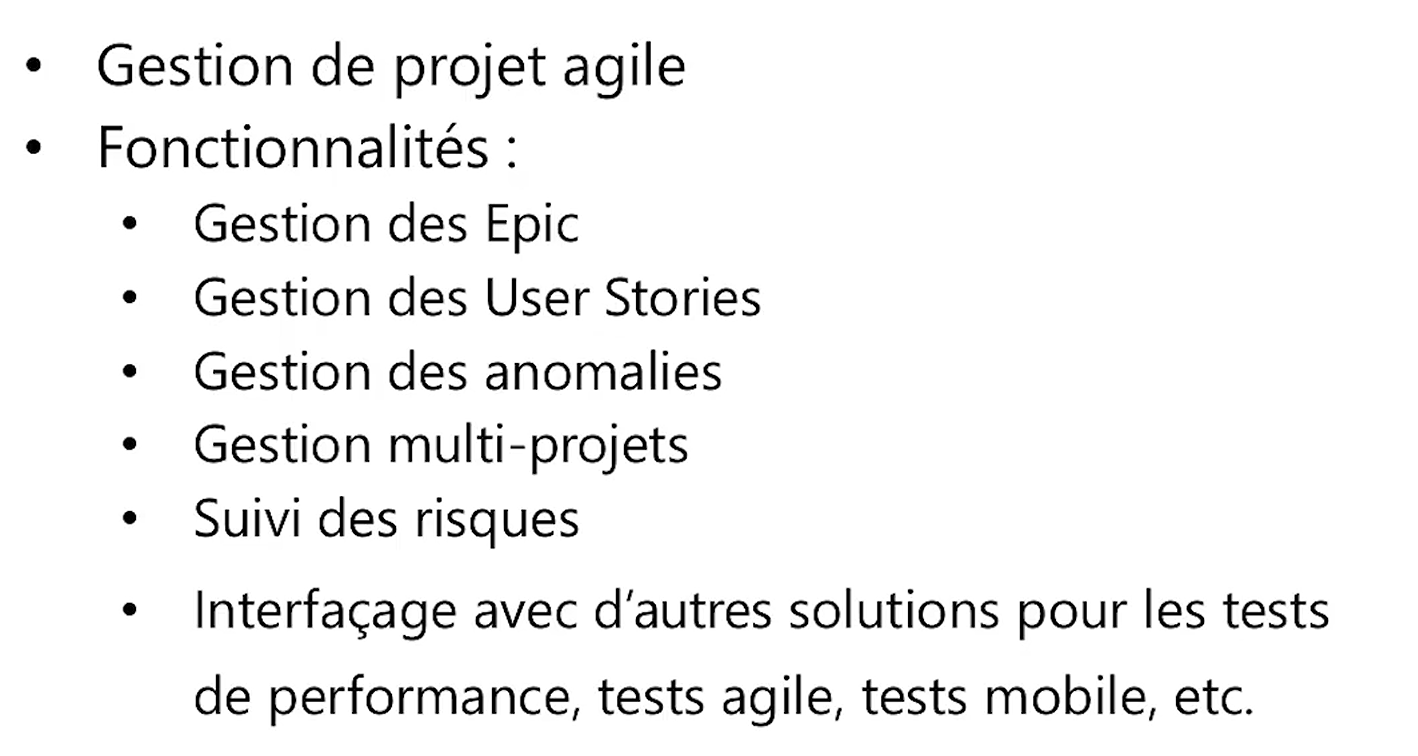 • Gestion de projet agile
• Fonctionnalités :
• Gestion des Epic
• Gestion des User Stories
• Gestion des anomalies
• Gestion multi-projets
• Suivi des risques
• Interfaçage avec d’autres solutions pour les tests
de performance, tests agile, tests mobile, etc.